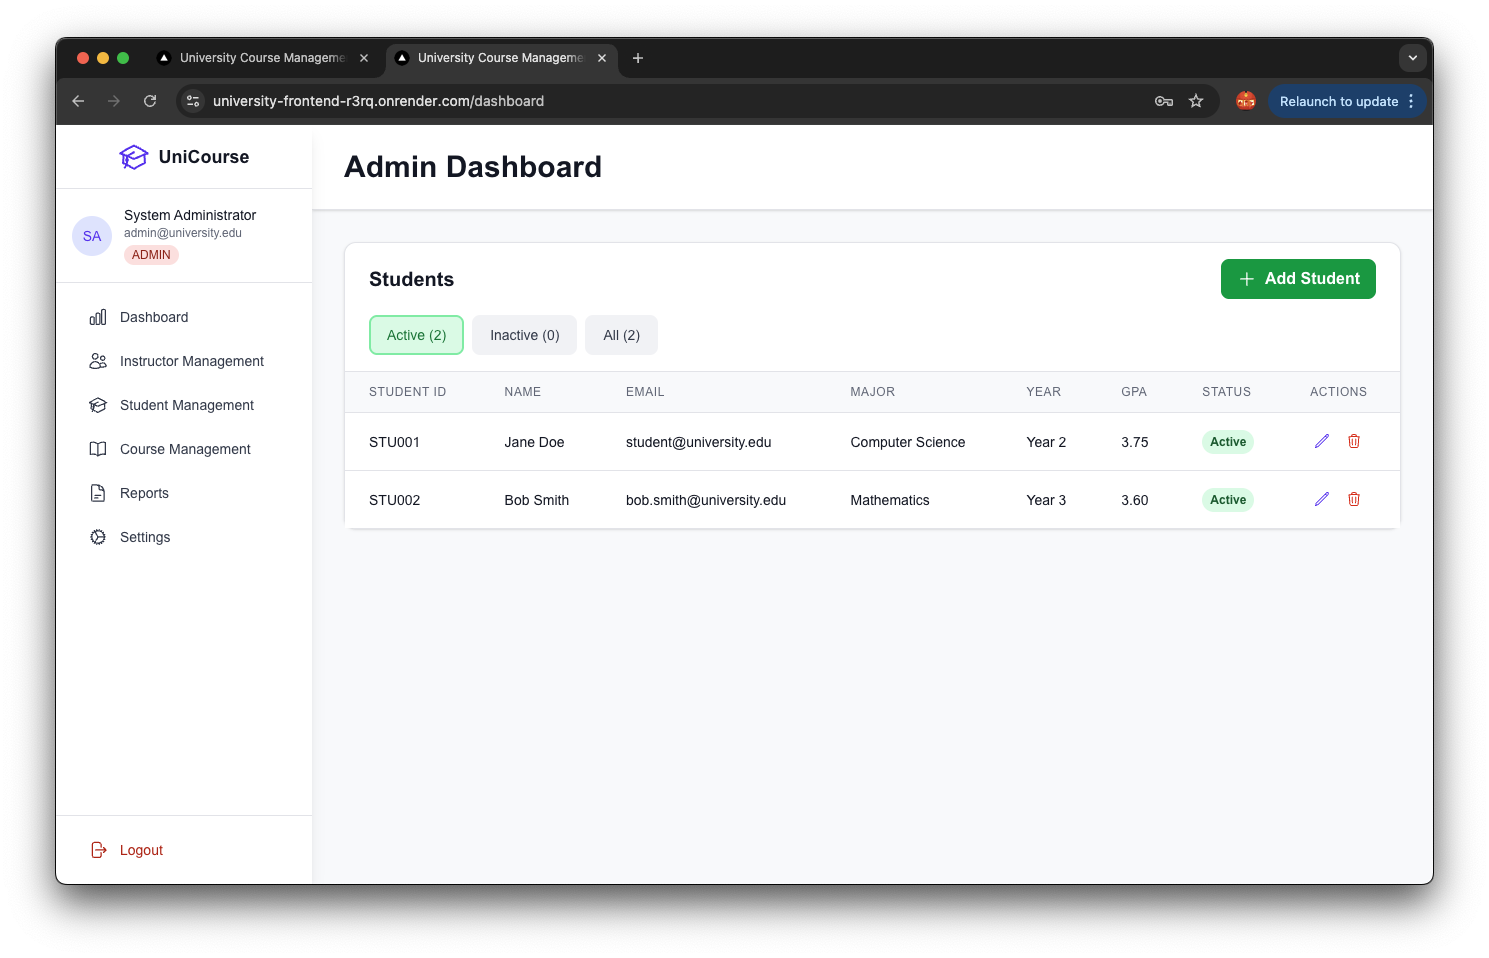 University Course Manageme
University Course Manageme
university-frontend-r3rq.onrender.com/dashboard
Relaunch to update
UniCourse
SA
System Administrator
admin@university.edu
ADMIN
Dashboard
Instructor Management
Student Management
Course Management
Reports
Settings
Logout
Admin Dashboard
Students
Add Student
Active (2) Inactive (0) All (2)
STUDENT ID NAME EMAIL MAJOR YEAR GPA STATUS ACTIONS
STU001 Jane Doe student@university.edu Computer Science Year 2 3.75 Active
STU002 Bob Smith bob.smith@university.edu Mathematics Year 3 3.60 Active